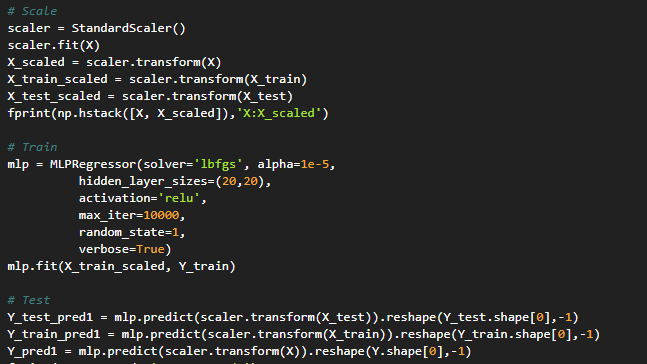 # Scale
scaler = StandardScaler()
scaler.fit(X)
X_scaled = scaler.transform(X)
X_train_scaled = scaler.transform(X_train)
X_test_scaled = scaler.transform(X_test)
fprint(np.hstack([X, X_scaled]),'X:X_scaled')

# Train
mlp = MLPRegressor(solver='lbfgs', alpha=1e-5,
          hidden_layer_sizes=(20,20),
          activation='relu',
          max_iter=10000,
          random_state=1,
          verbose=True)
mlp.fit(X_train_scaled, Y_train)

# Test
Y_test_pred1 = mlp.predict(scaler.transform(X_test)).reshape(Y_test.shape[0],-1)
Y_train_pred1 = mlp.predict(scaler.transform(X_train)).reshape(Y_train.shape[0],-1)
Y_pred1 = mlp.predict(scaler.transform(X)).reshape(Y.shape[0],-1)